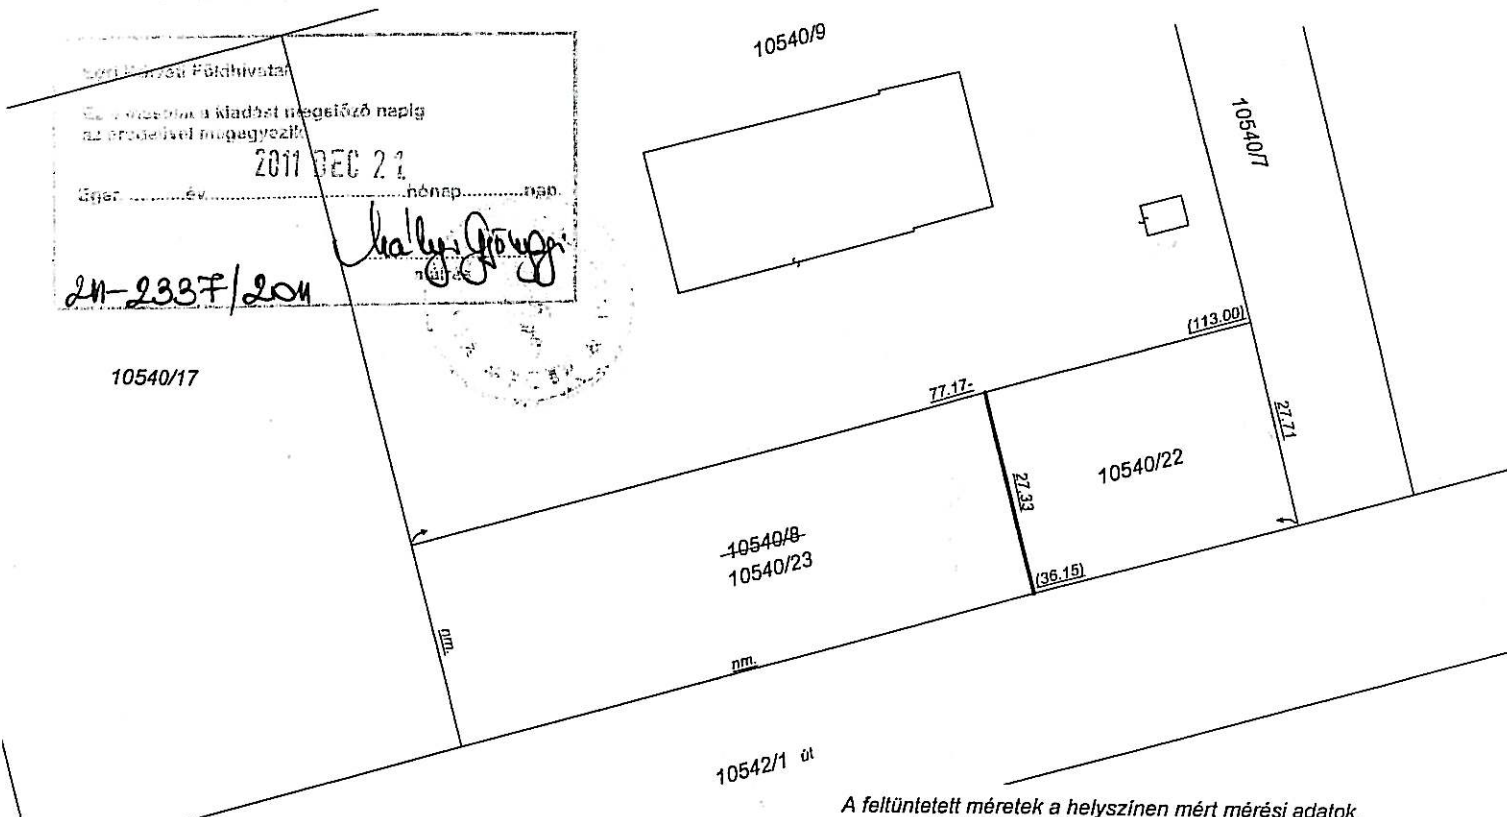 Földhivatal
a kiadást megelőző napig
2011 DEC 21
Eger ...........év...............................................hónap............nap.
21-2337/2011
10540/9
10540/7
10540/17
(113.00)
77.17-
27.71
27.33
10540/22
10540/8
10540/23
(36.15)
nm.
nm.
10542/1 út
A feltüntetett méretek a helyszínen mért mérési adatok